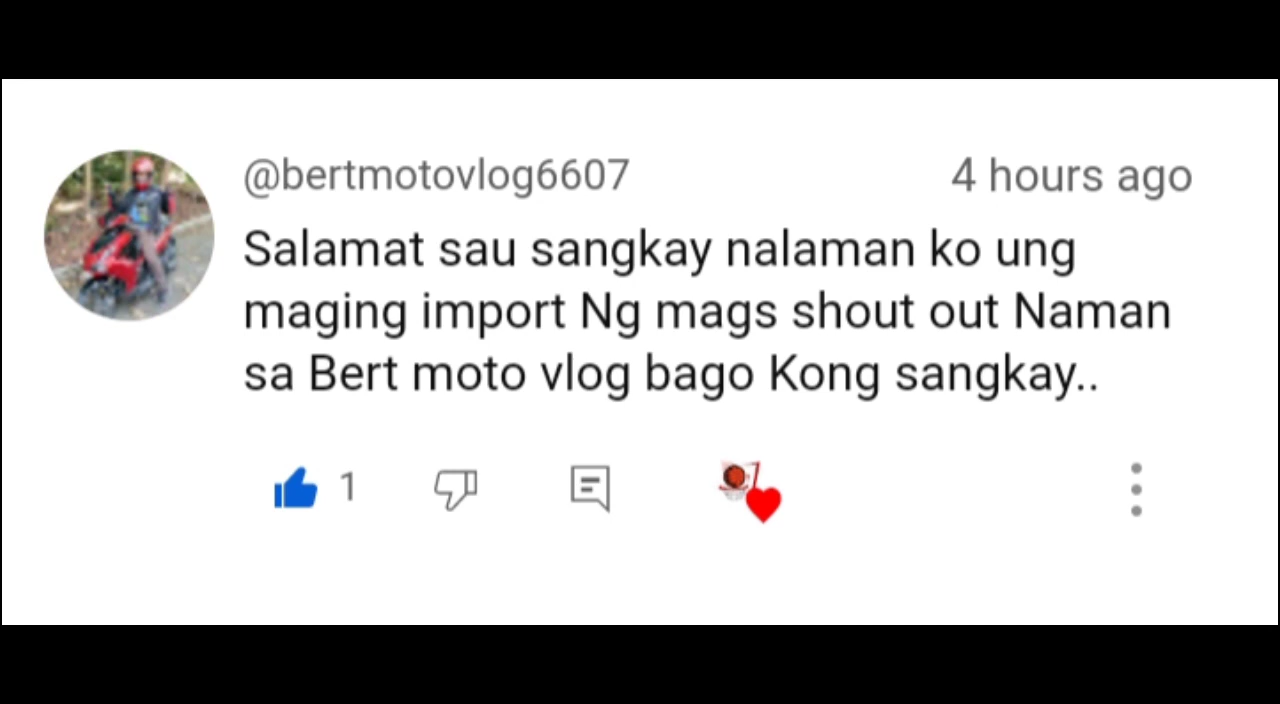 @bertmotovlog6607 4 hours ago
Salamat sau sangkay nalaman ko ung
maging import Ng mags shout out Naman
sa Bert moto vlog bago Kong sangkay..
1